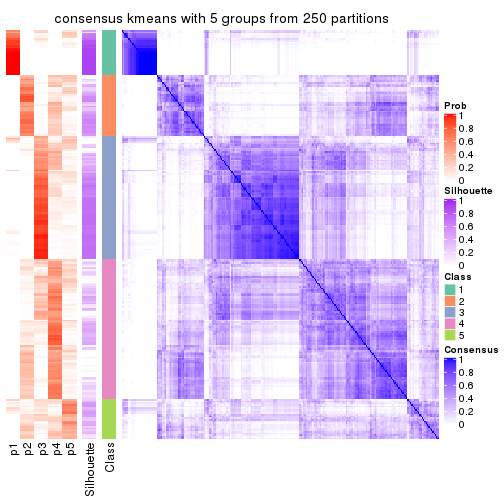 consensus kmeans with 5 groups from 250 partitions
Prob
1
0.8
0.6
0.4
0.2
0
Silhouette
1
0.8
0.6
0.4
0.2
0
Class
1
2
3
4
5
Consensus
1
0.8
0.6
0.4
0.2
0
p1
p2
p3
p4
p5
Silhouette
Class